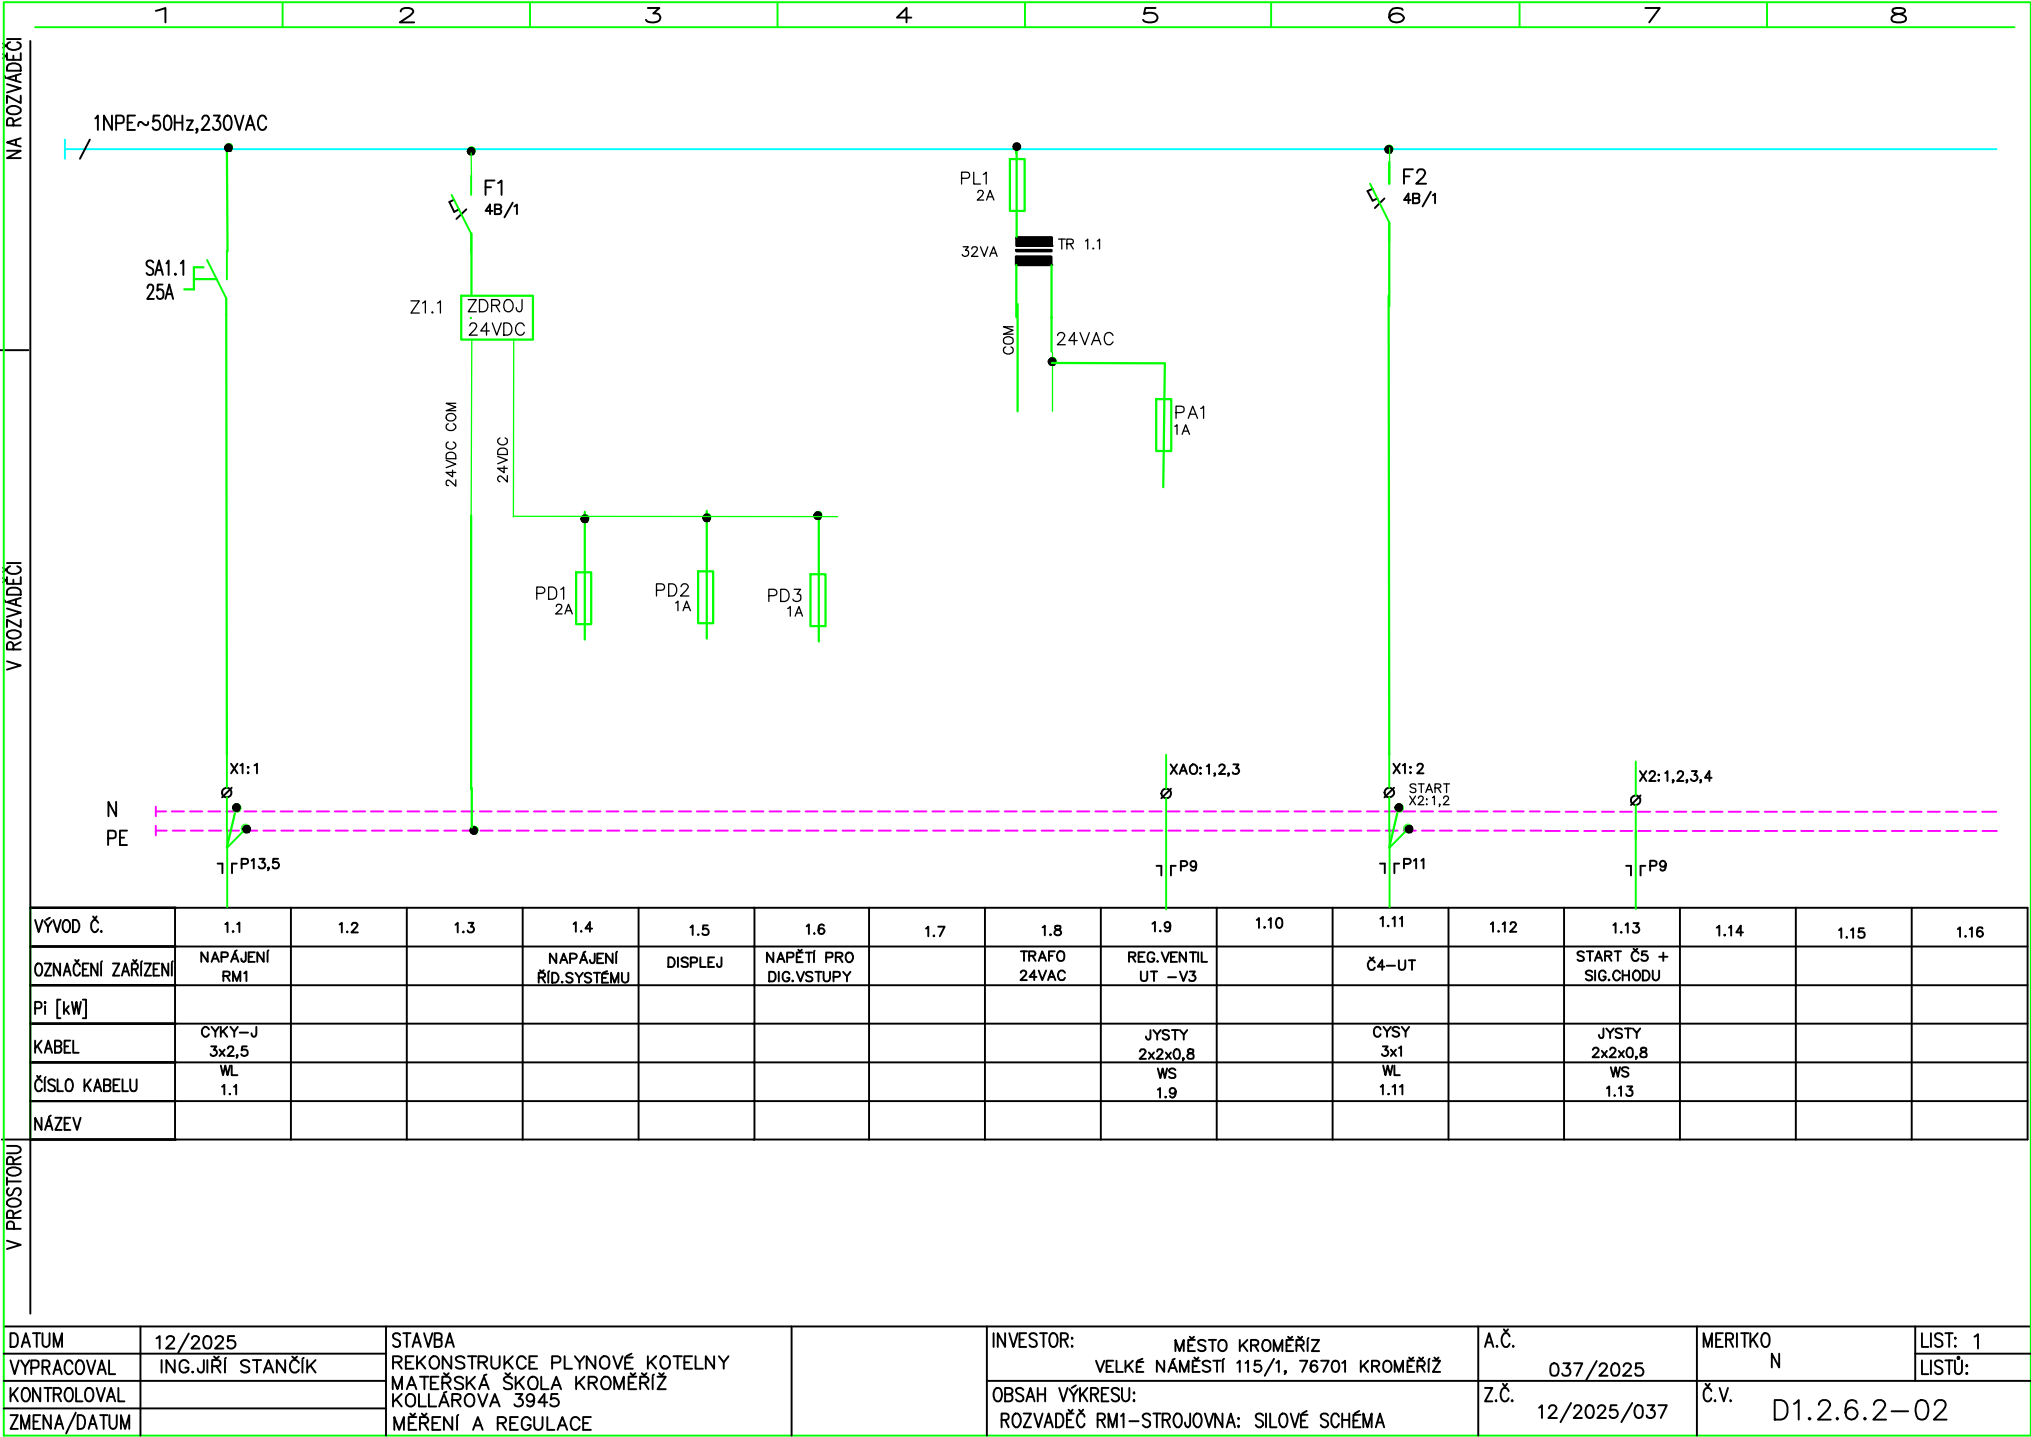 1 2 3 4 5 6 7 8
NA ROZVÁDĚČI
1NPE~50Hz,230VAC
F1
4B/1
PL1
2A
F2
4B/1
32VA
TR 1.1
SA1.1
25A
Z1.1
ZDROJ
24VDC
COM
24VAC
24VDC COM
24VDC
PA1
1A
V ROZVÁDĚČI
PD1
2A
PD2
1A
PD3
1A
X1:1
XAO:1,2,3
X1:2
START
X2:1,2
X2:1,2,3,4
N
PE
P13,5
P9
P11
P9
VÝVOD Č. 1.1 1.2 1.3 1.4 1.5 1.6 1.7 1.8 1.9 1.10 1.11 1.12 1.13 1.14 1.15 1.16
OZNAČENÍ ZAŘÍZENÍ
NAPÁJENÍ
RM1
NAPÁJENÍ
ŘÍD.SYSTÉMU
DISPLEJ
NAPĚTÍ PRO
DIG.VSTUPY
TRAFO
24VAC
REG.VENTIL
UT -V3
Č4-UT
START Č5 +
SIG.CHODU
Pi [kW]
KABEL
CYKY-J
3x2,5
JYSTY
2x2x0,8
CYSY
3x1
JYSTY
2x2x0,8
ČÍSLO KABELU
WL
1.1
WS
1.9
WL
1.11
WS
1.13
NÁZEV
V PROSTORU
DATUM 12/2025
VYPRACOVAL ING.JIŘÍ STANČÍK
KONTROLOVAL
ZMENA/DATUM
STAVBA
REKONSTRUKCE PLYNOVÉ KOTELNY
MATEŘSKÁ ŠKOLA KROMĚŘÍŽ
KOLLÁROVA 3945
MĚŘENÍ A REGULACE
INVESTOR: MĚSTO KROMĚŘÍZ
VELKÉ NÁMĚSTÍ 115/1, 76701 KROMĚŘÍŽ
OBSAH VÝKRESU:
ROZVADĚČ RM1-STROJOVNA: SILOVÉ SCHÉMA
A.Č.
037/2025
Z.Č.
12/2025/037
MERITKO
N
LIST: 1
LISTŮ:
Č.V.
D1.2.6.2-02